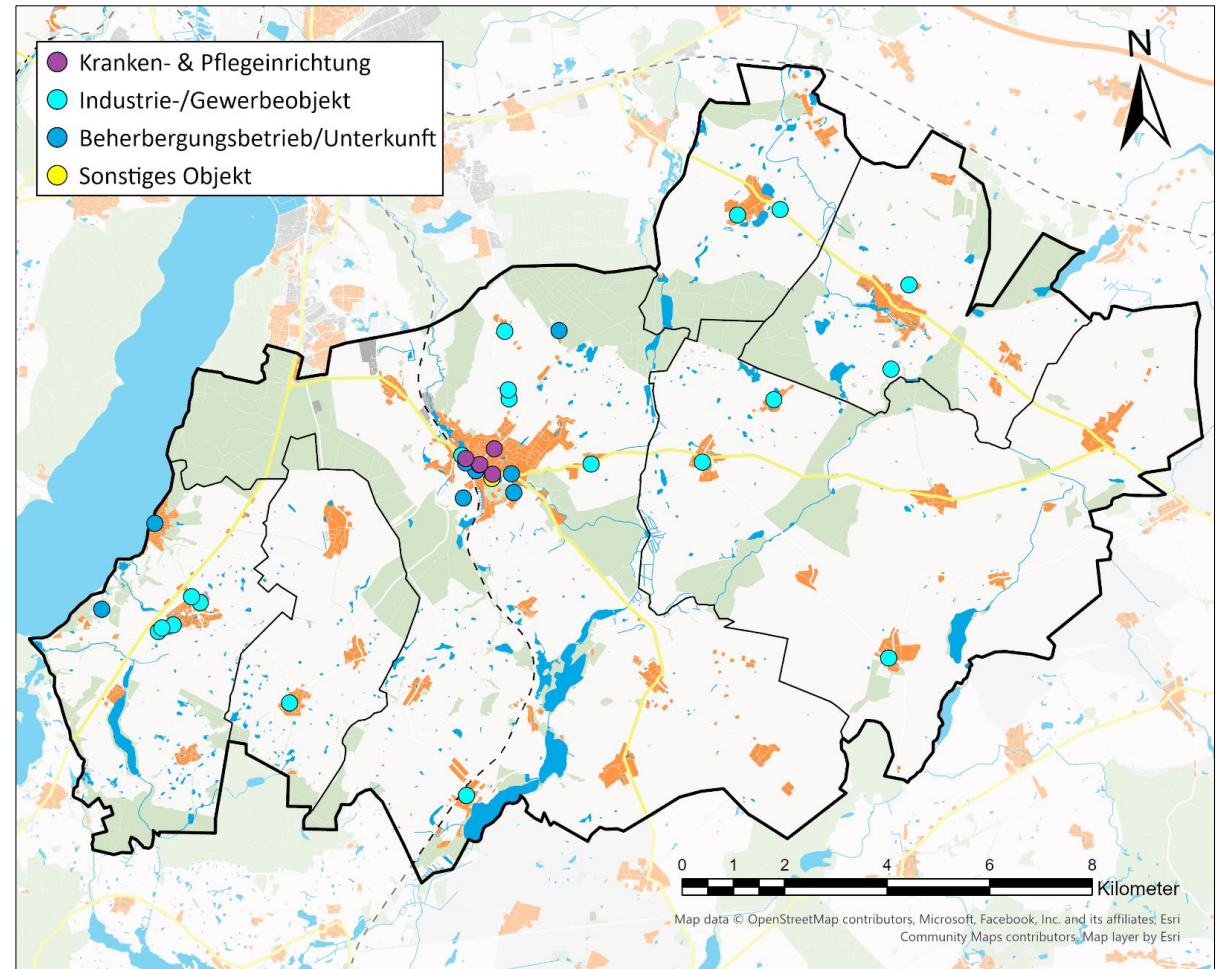 Kranken- & Pflegeinrichtung
Industrie-/Gewerbeobjekt
Beherbergungsbetrieb/Unterkunft
Sonstiges Objekt
N
0 1 2 4 6 8
Kilometer
Map data © OpenStreetMap contributors, Microsoft, Facebook, Inc. and its affiliates, Esri
Community Maps contributors, Map layer by Esri